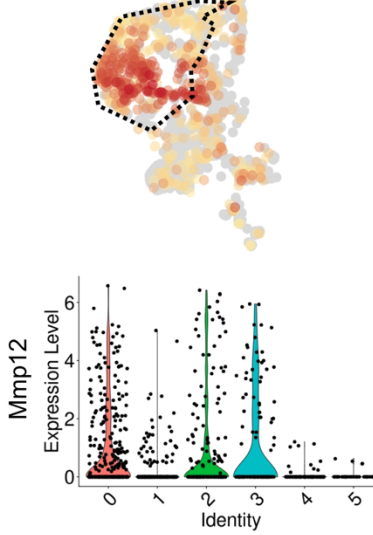 Mmp12
Expression Level
6
4
2
0
0 1 2 3 4 5
Identity